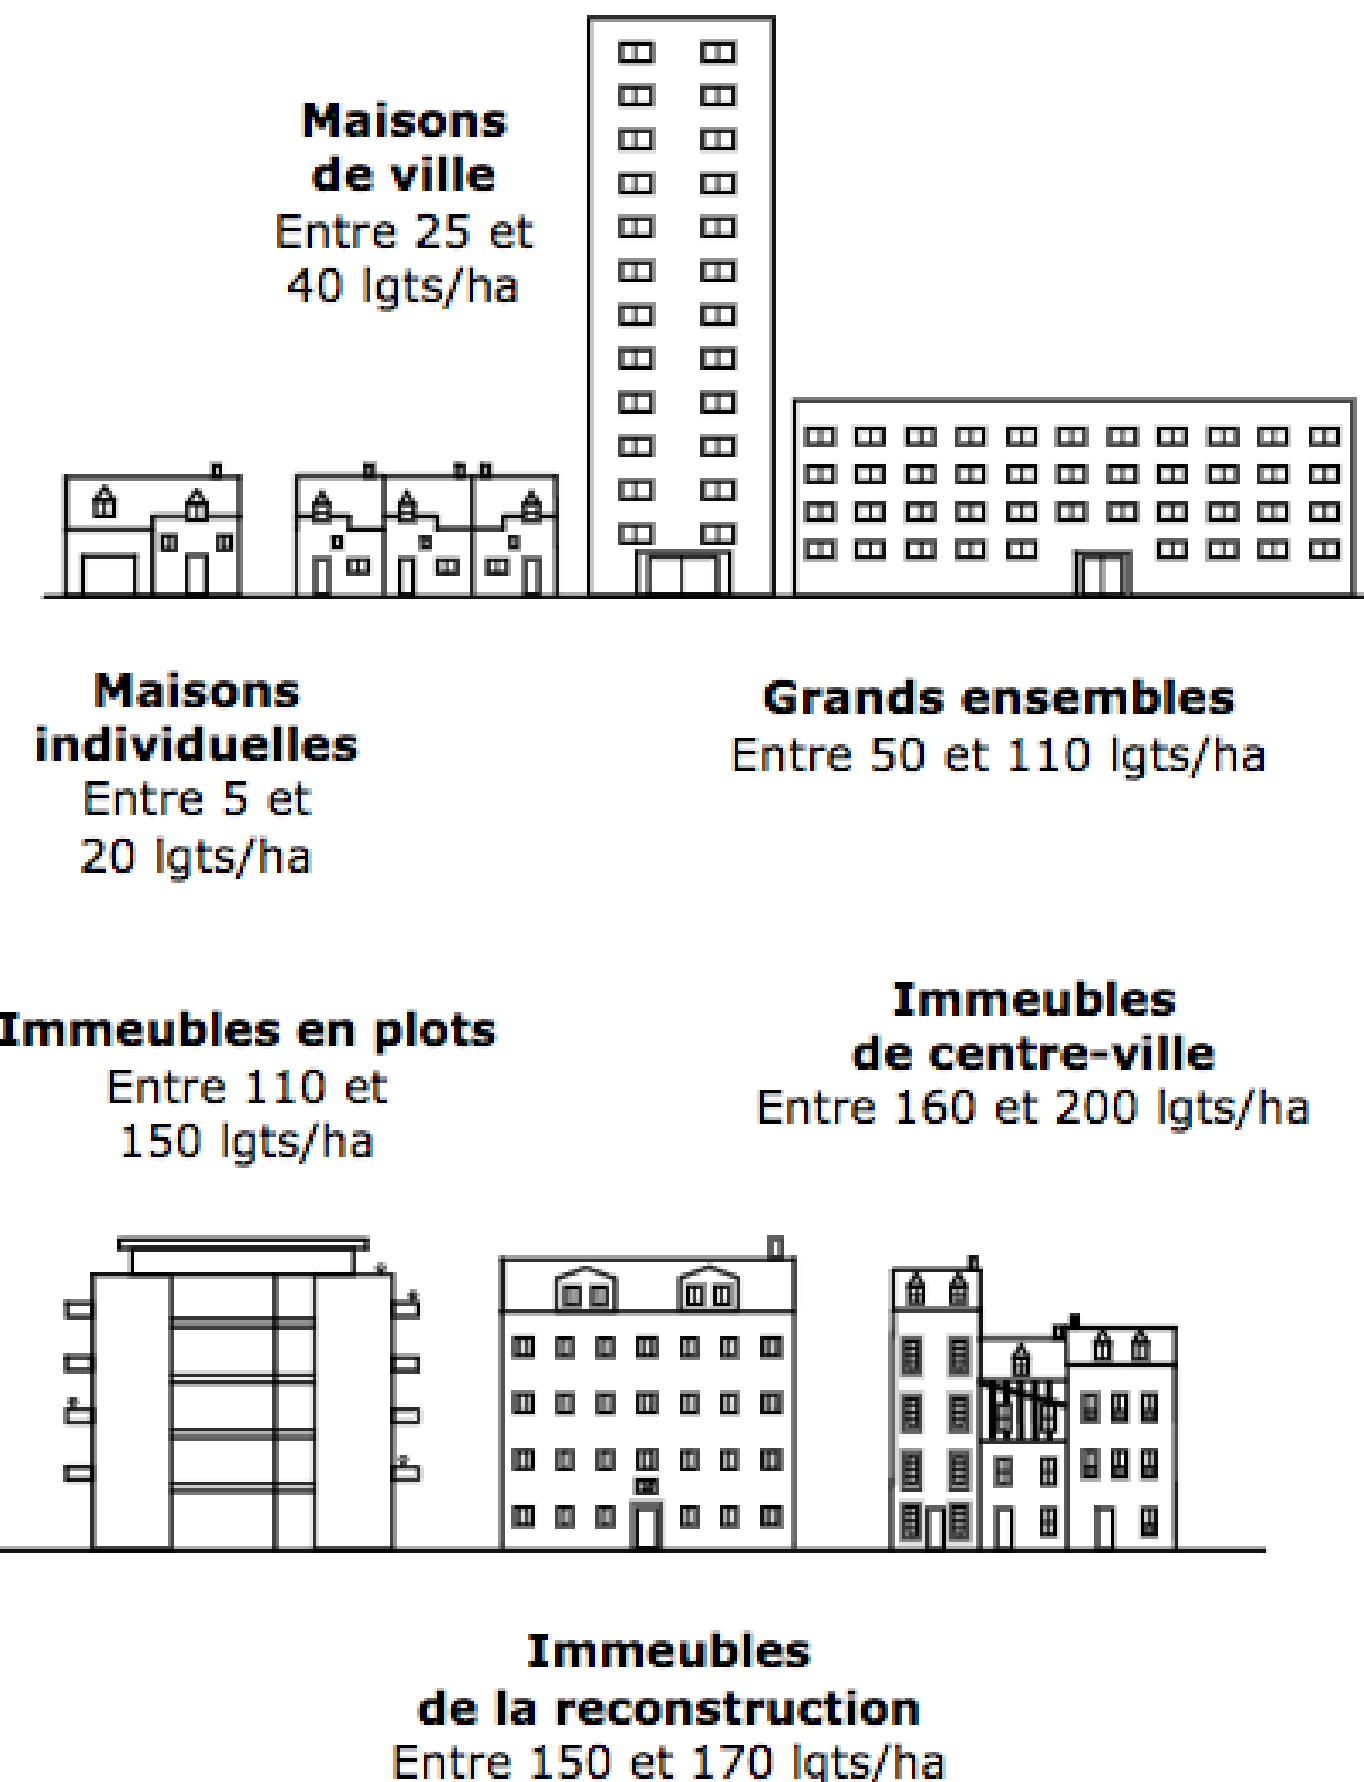 Maisons
de ville
Entre 25 et
40 lgts/ha
Maisons
individuelles
Entre 5 et
20 lgts/ha
Grands ensembles
Entre 50 et 110 lgts/ha
Immeubles en plots
Entre 110 et
150 lgts/ha
Immeubles
de centre-ville
Entre 160 et 200 lgts/ha
Immeubles
de la reconstruction
Entre 150 et 170 lgts/ha